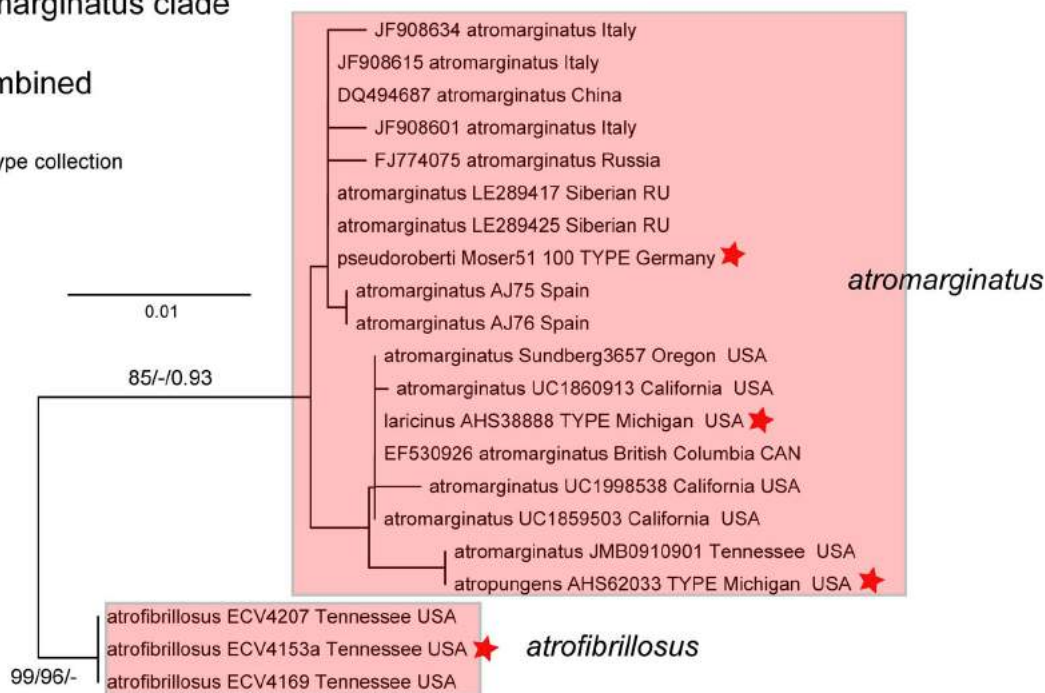 marginatus clade
JF908634 atromarginatus Italy
JF908615 atromarginatus Italy
mbined
DQ494687 atromarginatus China
JF908601 atromarginatus Italy
ype collection
FJ774075 atromarginatus Russia
atromarginatus LE289417 Siberian RU
atromarginatus LE289425 Siberian RU
pseudoroberti Moser51 100 TYPE Germany
atromarginatus
atromarginatus AJ75 Spain
0.01
atromarginatus AJ76 Spain
atromarginatus Sundberg3657 Oregon USA
85/-/0.93
atromarginatus UC1860913 California USA
laricinus AHS38888 TYPE Michigan USA
EF530926 atromarginatus British Columbia CAN
atromarginatus UC1998538 California USA
atromarginatus UC1859503 California USA
atromarginatus JMB0910901 Tennessee USA
atropungens AHS62033 TYPE Michigan USA
atrofibrillosus ECV4207 Tennessee USA
atrofibrillosus ECV4153a Tennessee USA
atrofibrillosus
99/96/-
atrofibrillosus ECV4169 Tennessee USA